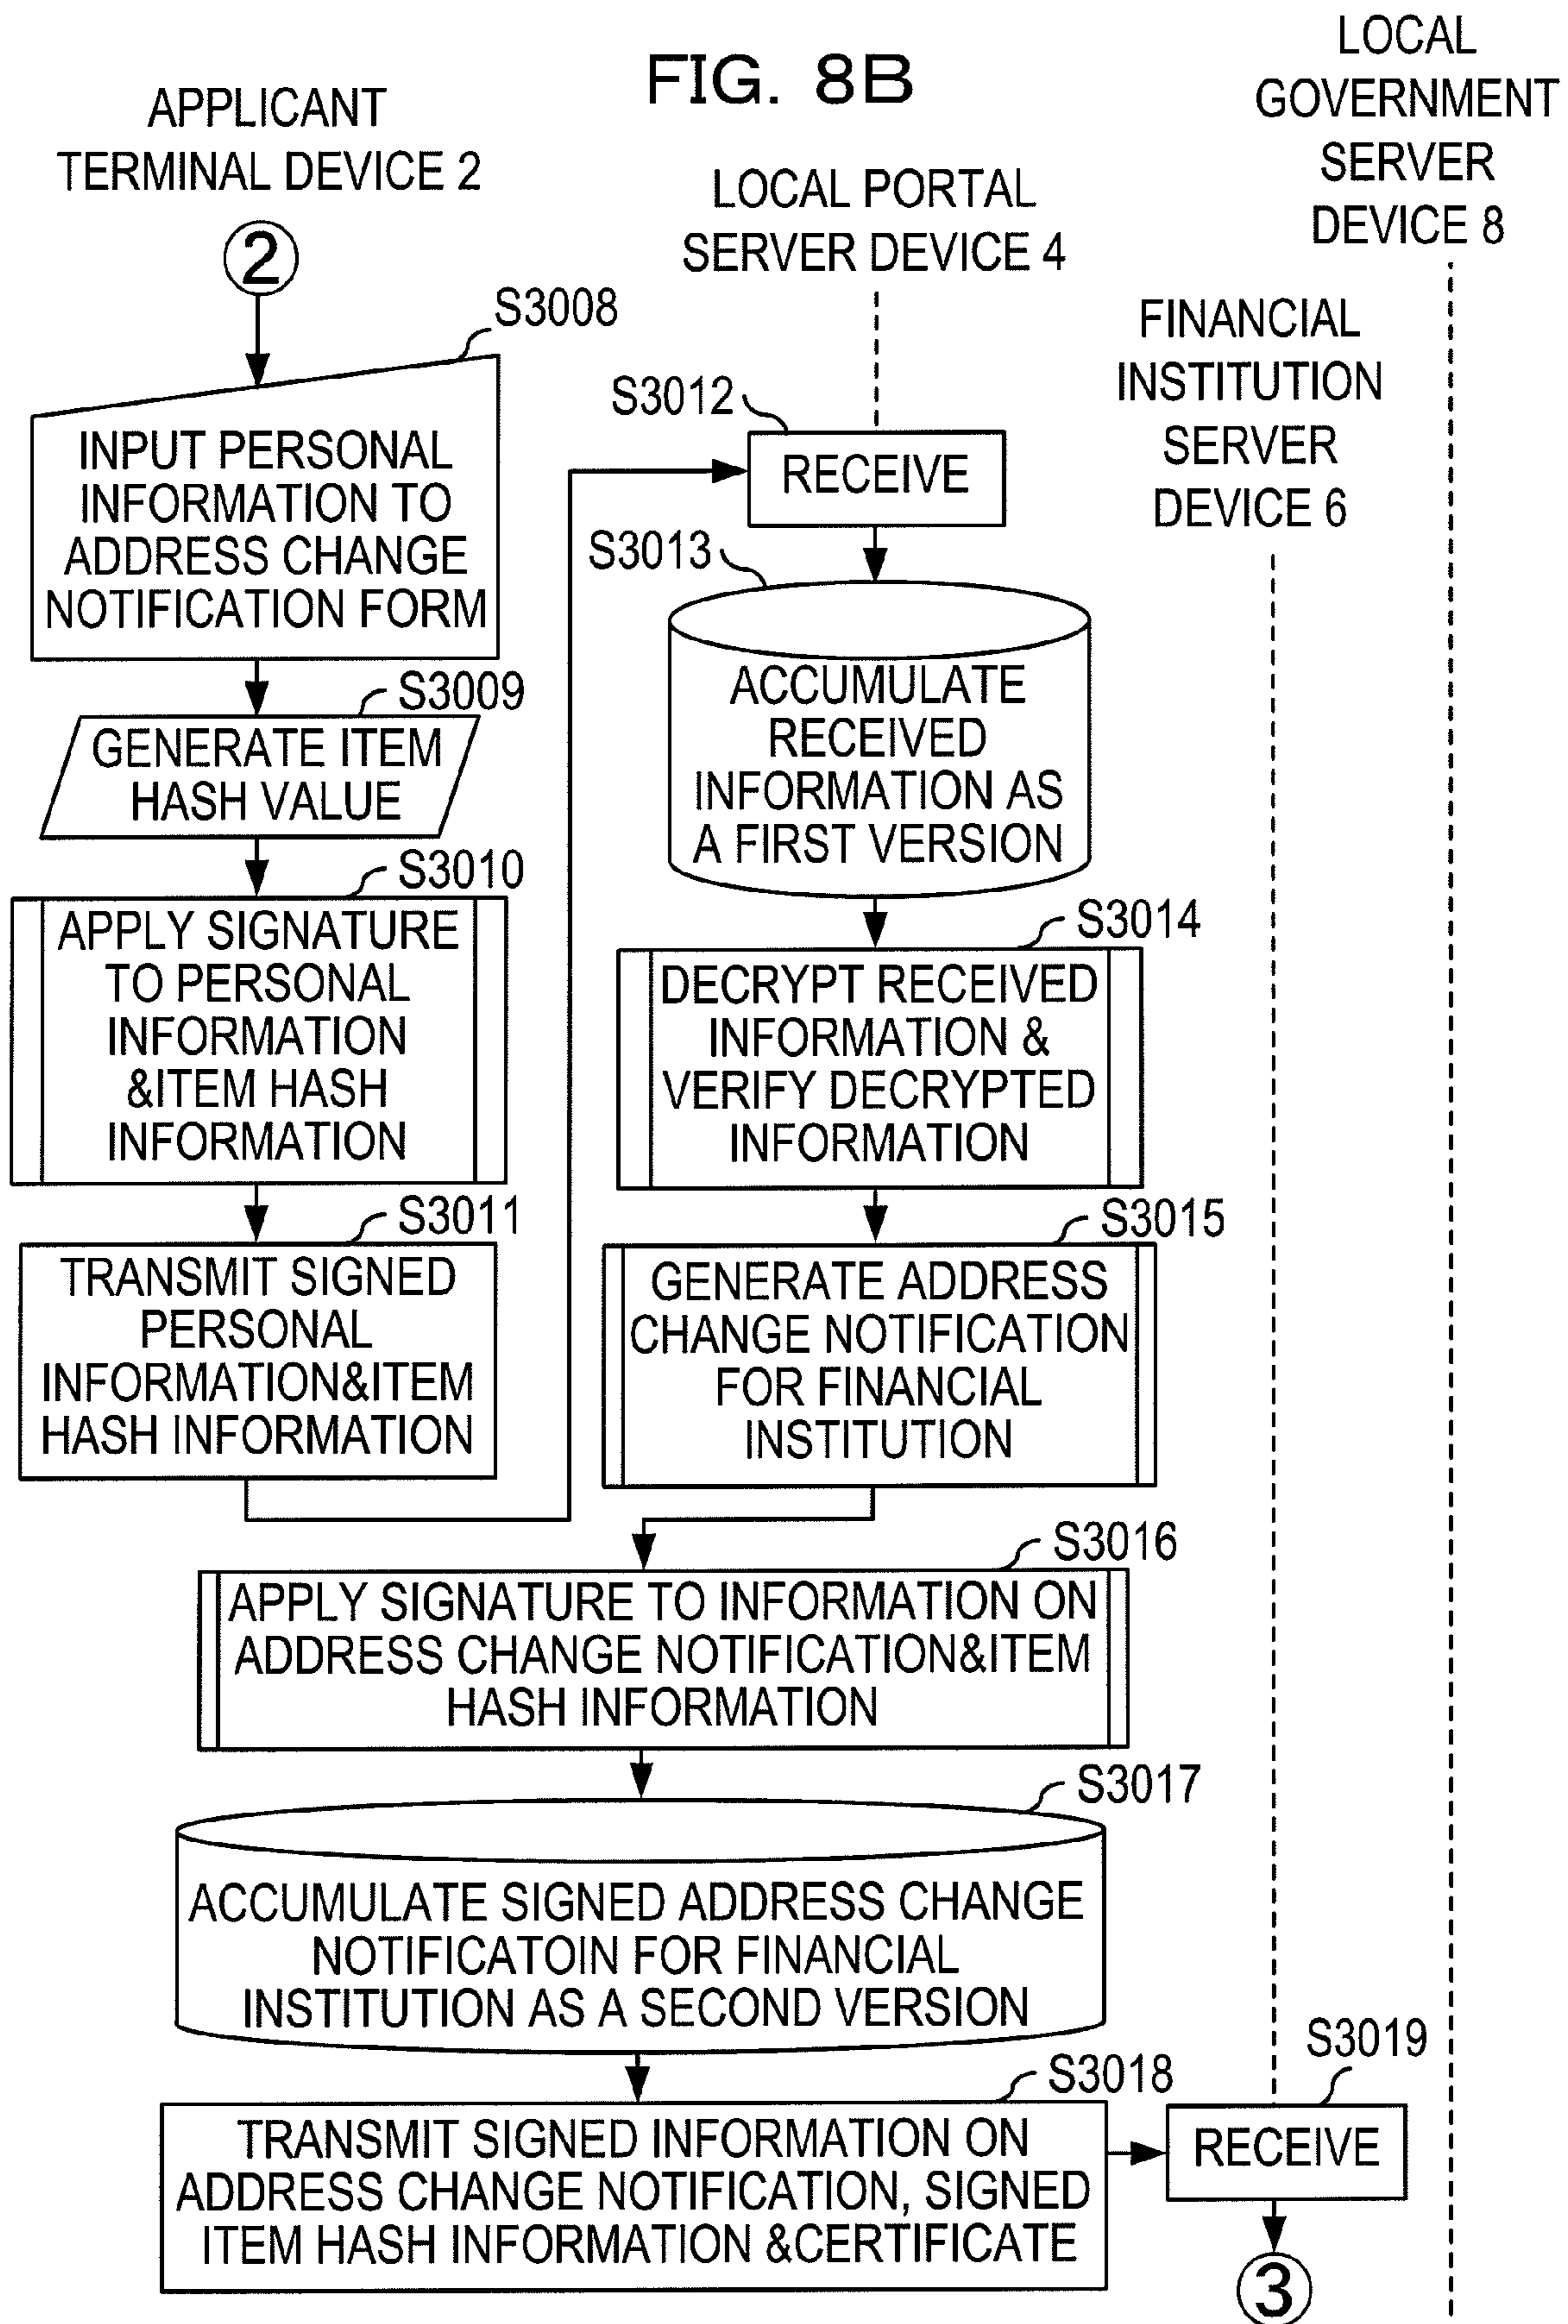 FIG. 8B
APPLICANT
TERMINAL DEVICE 2
LOCAL PORTAL
SERVER DEVICE 4
FINANCIAL
INSTITUTION
SERVER
DEVICE 6
LOCAL
GOVERNMENT
SERVER
DEVICE 8
2
S3008
INPUT PERSONAL
INFORMATION TO
ADDRESS CHANGE
NOTIFICATION FORM
S3009
GENERATE ITEM
HASH VALUE
S3010
APPLY SIGNATURE
TO PERSONAL
INFORMATION
&ITEM HASH
INFORMATION
S3011
TRANSMIT SIGNED
PERSONAL
INFORMATION&ITEM
HASH INFORMATION
S3012
RECEIVE
S3013
ACCUMULATE
RECEIVED
INFORMATION AS
A FIRST VERSION
S3014
DECRYPT RECEIVED
INFORMATION &
VERIFY DECRYPTED
INFORMATION
S3015
GENERATE ADDRESS
CHANGE NOTIFICATION
FOR FINANCIAL
INSTITUTION
S3016
APPLY SIGNATURE TO INFORMATION ON
ADDRESS CHANGE NOTIFICATION&ITEM
HASH INFORMATION
S3017
ACCUMULATE SIGNED ADDRESS CHANGE
NOTIFICATOIN FOR FINANCIAL
INSTITUTION AS A SECOND VERSION
S3018
TRANSMIT SIGNED INFORMATION ON
ADDRESS CHANGE NOTIFICATION, SIGNED
ITEM HASH INFORMATION &CERTIFICATE
S3019
RECEIVE
3